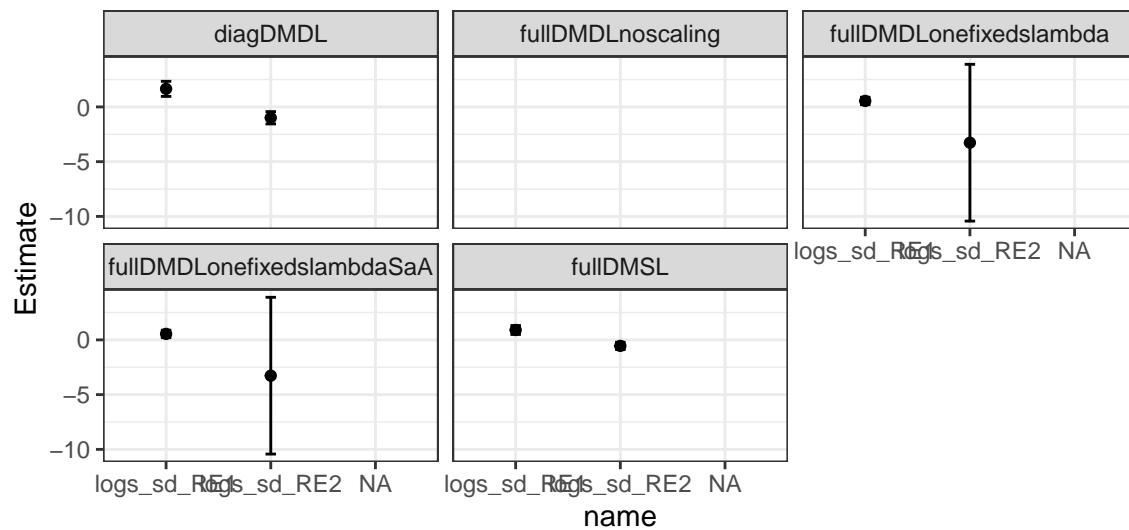 diagDMDL
fullDMDLnoscaling
fullDMDLonefixedslambda
0
−5
−10
logs_sd_RE1
logs_sd_RE2
NA
fullDMDLonefixedslambdaSaA
fullDMSL
0
−5
−10
logs_sd_RE1
logs_sd_RE2
NA
logs_sd_RE1
logs_sd_RE2
NA
name
Estimate